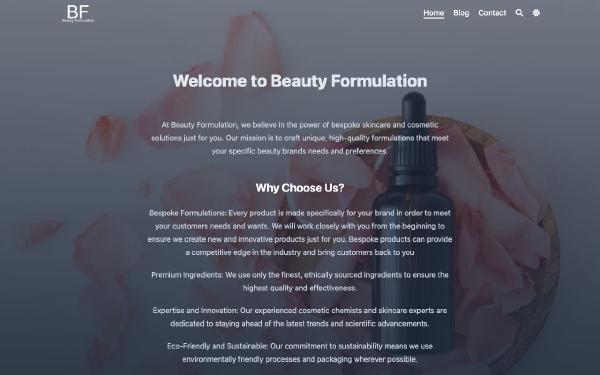 BF
Beauty Formulation
Home Blog Contact
Welcome to Beauty Formulation
At Beauty Formulation, we believe in the power of bespoke skincare and cosmetic
solutions just for you. Our mission is to craft unique, high-quality formulations that meet
your specific beauty brands needs and preferences.
Why Choose Us?
Bespoke Formulations: Every product is made specifically for your brand in order to meet
your customers needs and wants. We will work closely with you from the beginning to
ensure we create new and innovative products just for you. Bespoke products can provide
a competitive edge in the industry and bring customers back to you
Premium Ingredients: We use only the finest, ethically sourced ingredients to ensure the
highest quality and effectiveness.
Expertise and Innovation: Our experienced cosmetic chemists and skincare experts are
dedicated to staying ahead of the latest trends and scientific advancements.
Eco-Friendly and Sustainable: Our commitment to sustainability means we use
environmentally friendly processes and packaging wherever possible.